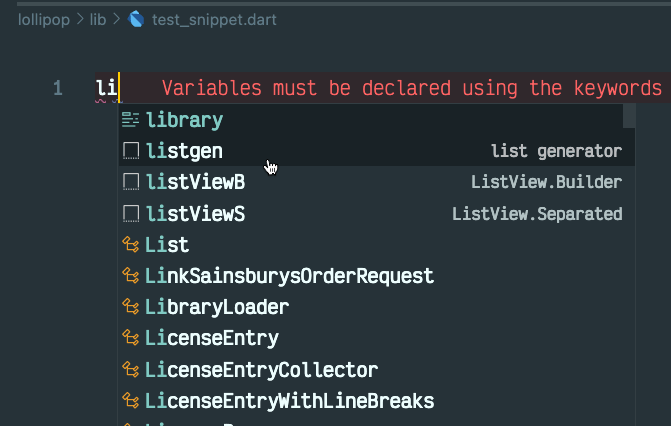 lollipop > lib > test_snippet.dart
1 li Variables must be declared using the keywords
library
listgen list generator
listViewB ListView.Builder
listViewS ListView.Separated
List
LinkSainsburysOrderRequest
LibraryLoader
LicenseEntry
LicenseEntryCollector
LicenseEntryWithLineBreaks